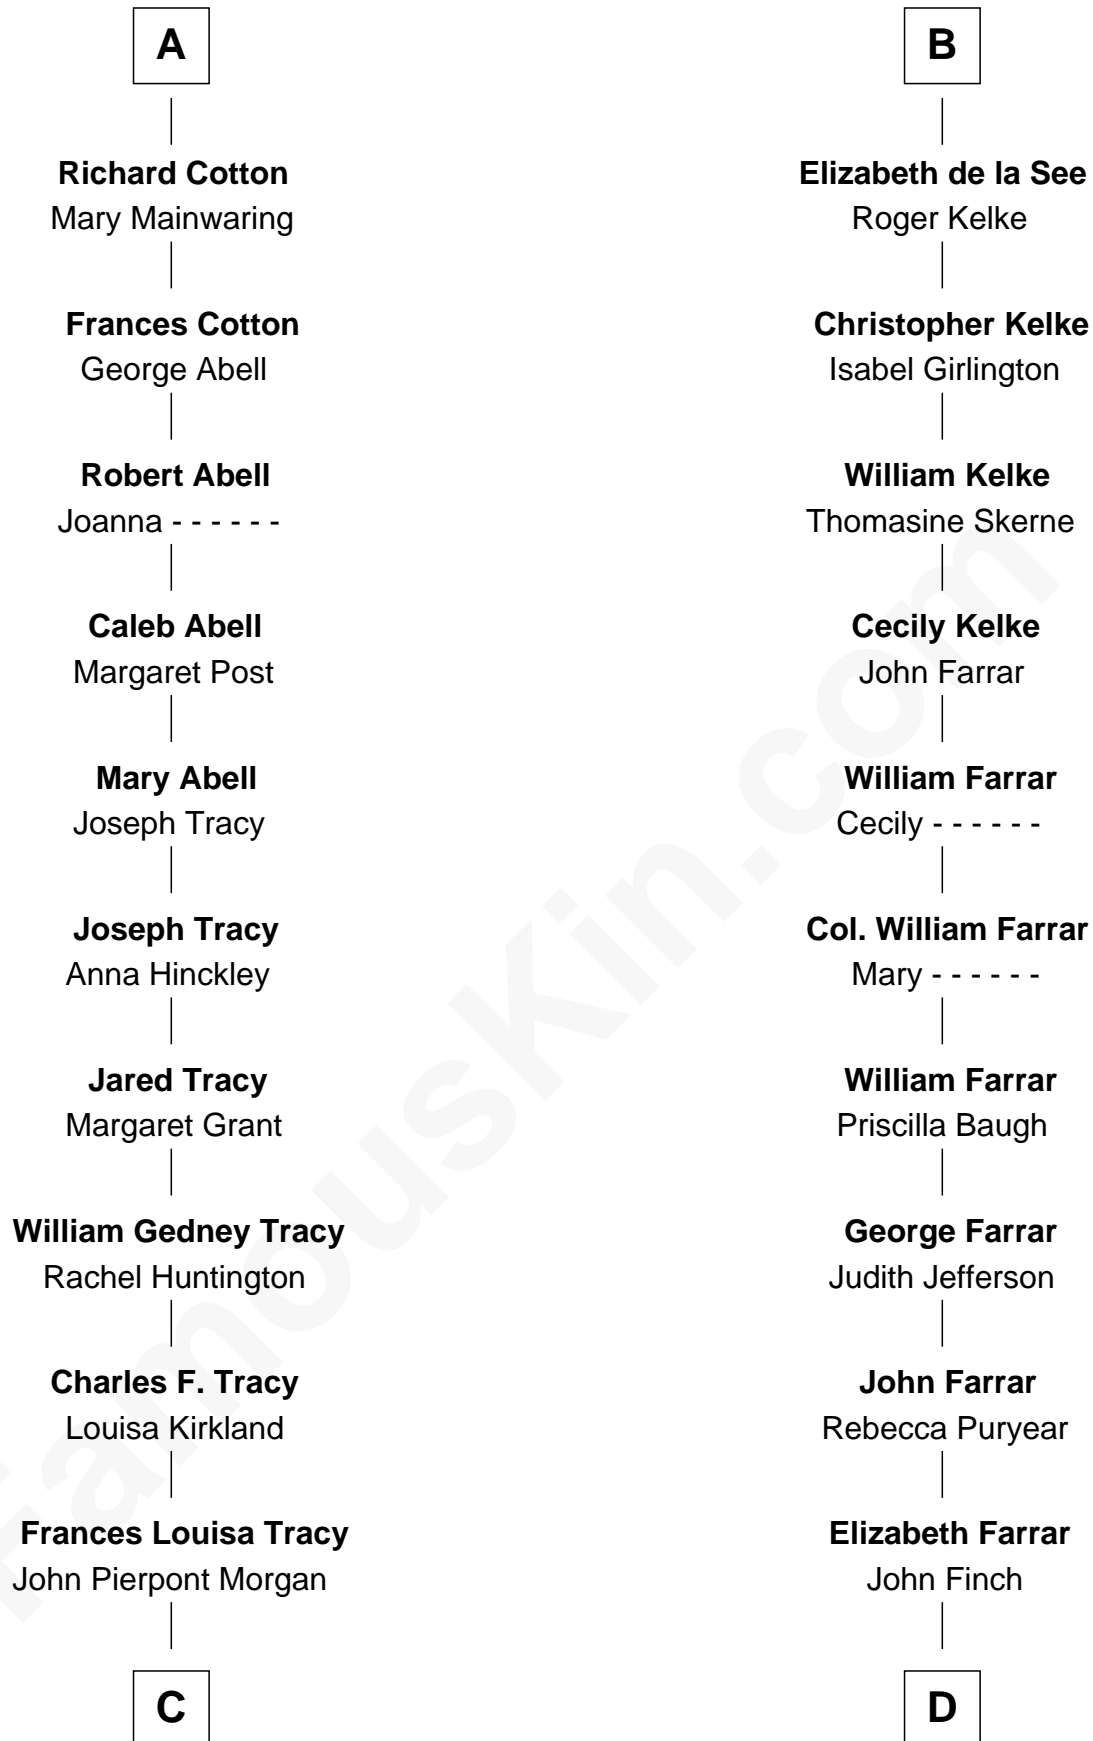 A
Richard Cotton
Mary Mainwaring
Frances Cotton
George Abell
Robert Abell
Joanna - - - - - -
Caleb Abell
Margaret Post
Mary Abell
Joseph Tracy
Joseph Tracy
Anna Hinckley
Jared Tracy
Margaret Grant
William Gedney Tracy
Rachel Huntington
Charles F. Tracy
Louisa Kirkland
Frances Louisa Tracy
John Pierpont Morgan
C
B
Elizabeth de la See
Roger Kelke
Christopher Kelke
Isabel Girlington
William Kelke
Thomasine Skerne
Cecily Kelke
John Farrar
William Farrar
Cecily - - - - - -
Col. William Farrar
Mary - - - - - -
William Farrar
Priscilla Baugh
George Farrar
Judith Jefferson
John Farrar
Rebecca Puryear
Elizabeth Farrar
John Finch
D
FamousKin.com